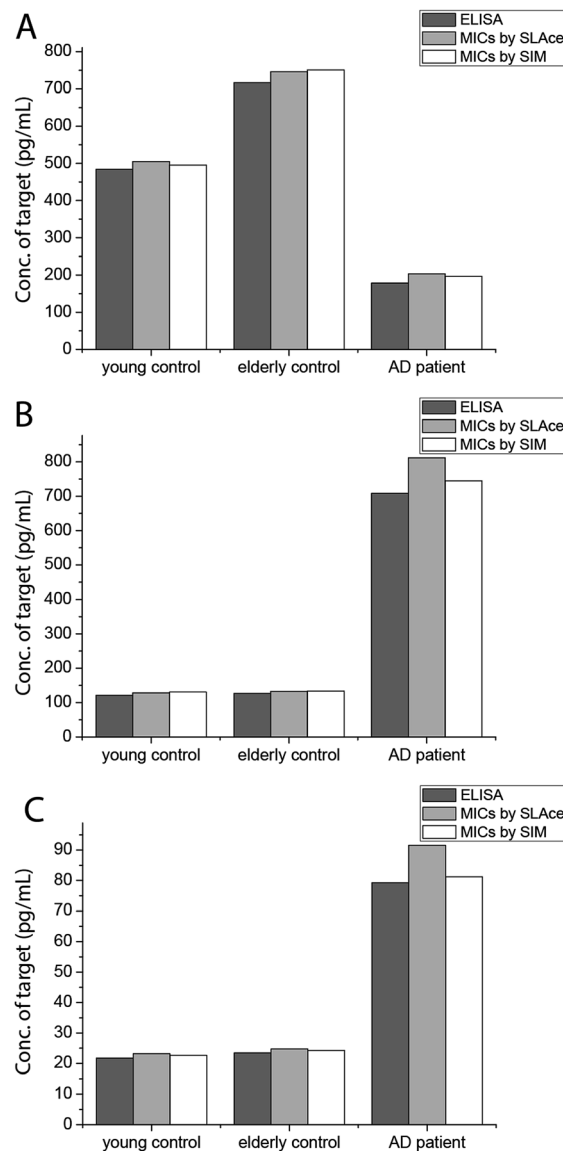 A
ELISA
MICs by SLAce
MICs by SIM
Conc. of target (pg/mL)
800
700
600
500
400
300
200
100
0
young control elderly control AD patient
B
ELISA
MICs by SLAce
MICs by SIM
Conc. of target (pg/mL)
800
700
600
500
400
300
200
100
0
young control elderly control AD patient
C
ELISA
MICs by SLAce
MICs by SIM
Conc. of target (pg/mL)
90
80
70
60
50
40
30
20
10
0
young control elderly control AD patient